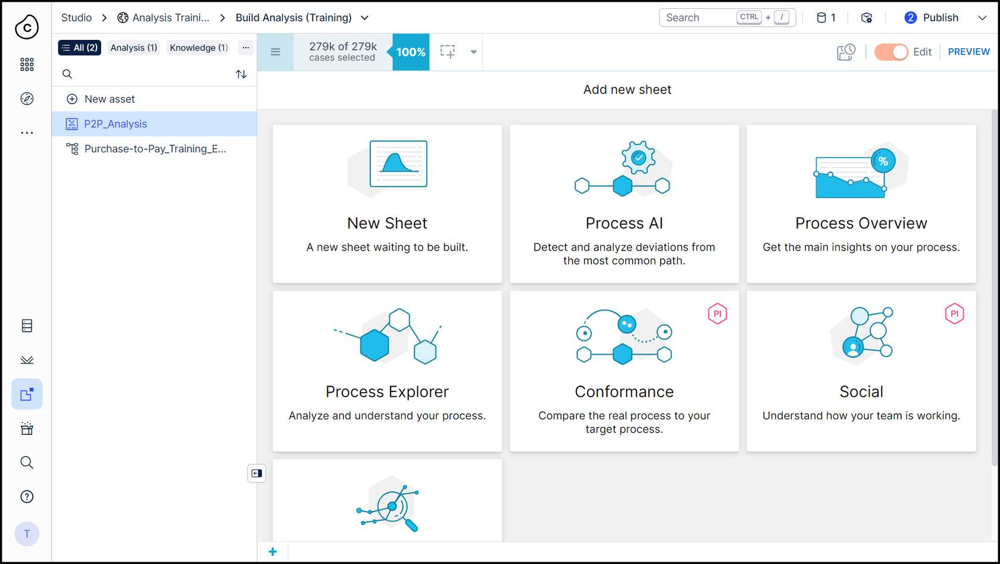 Studio
Analysis Traini...
Build Analysis (Training)
Search
CTRL + /
1
2 Publish
All (2)
Analysis (1)
Knowledge (1)
New asset
P2P_Analysis
Purchase-to-Pay_Training_E...
T
279k of 279k
cases selected
100%
Edit
PREVIEW
Add new sheet
New Sheet
A new sheet waiting to be built.
Process AI
Detect and analyze deviations from
the most common path.
%
Process Overview
Get the main insights on your process.
Process Explorer
Analyze and understand your process.
PI
Conformance
Compare the real process to your
target process.
PI
Social
Understand how your team is working.